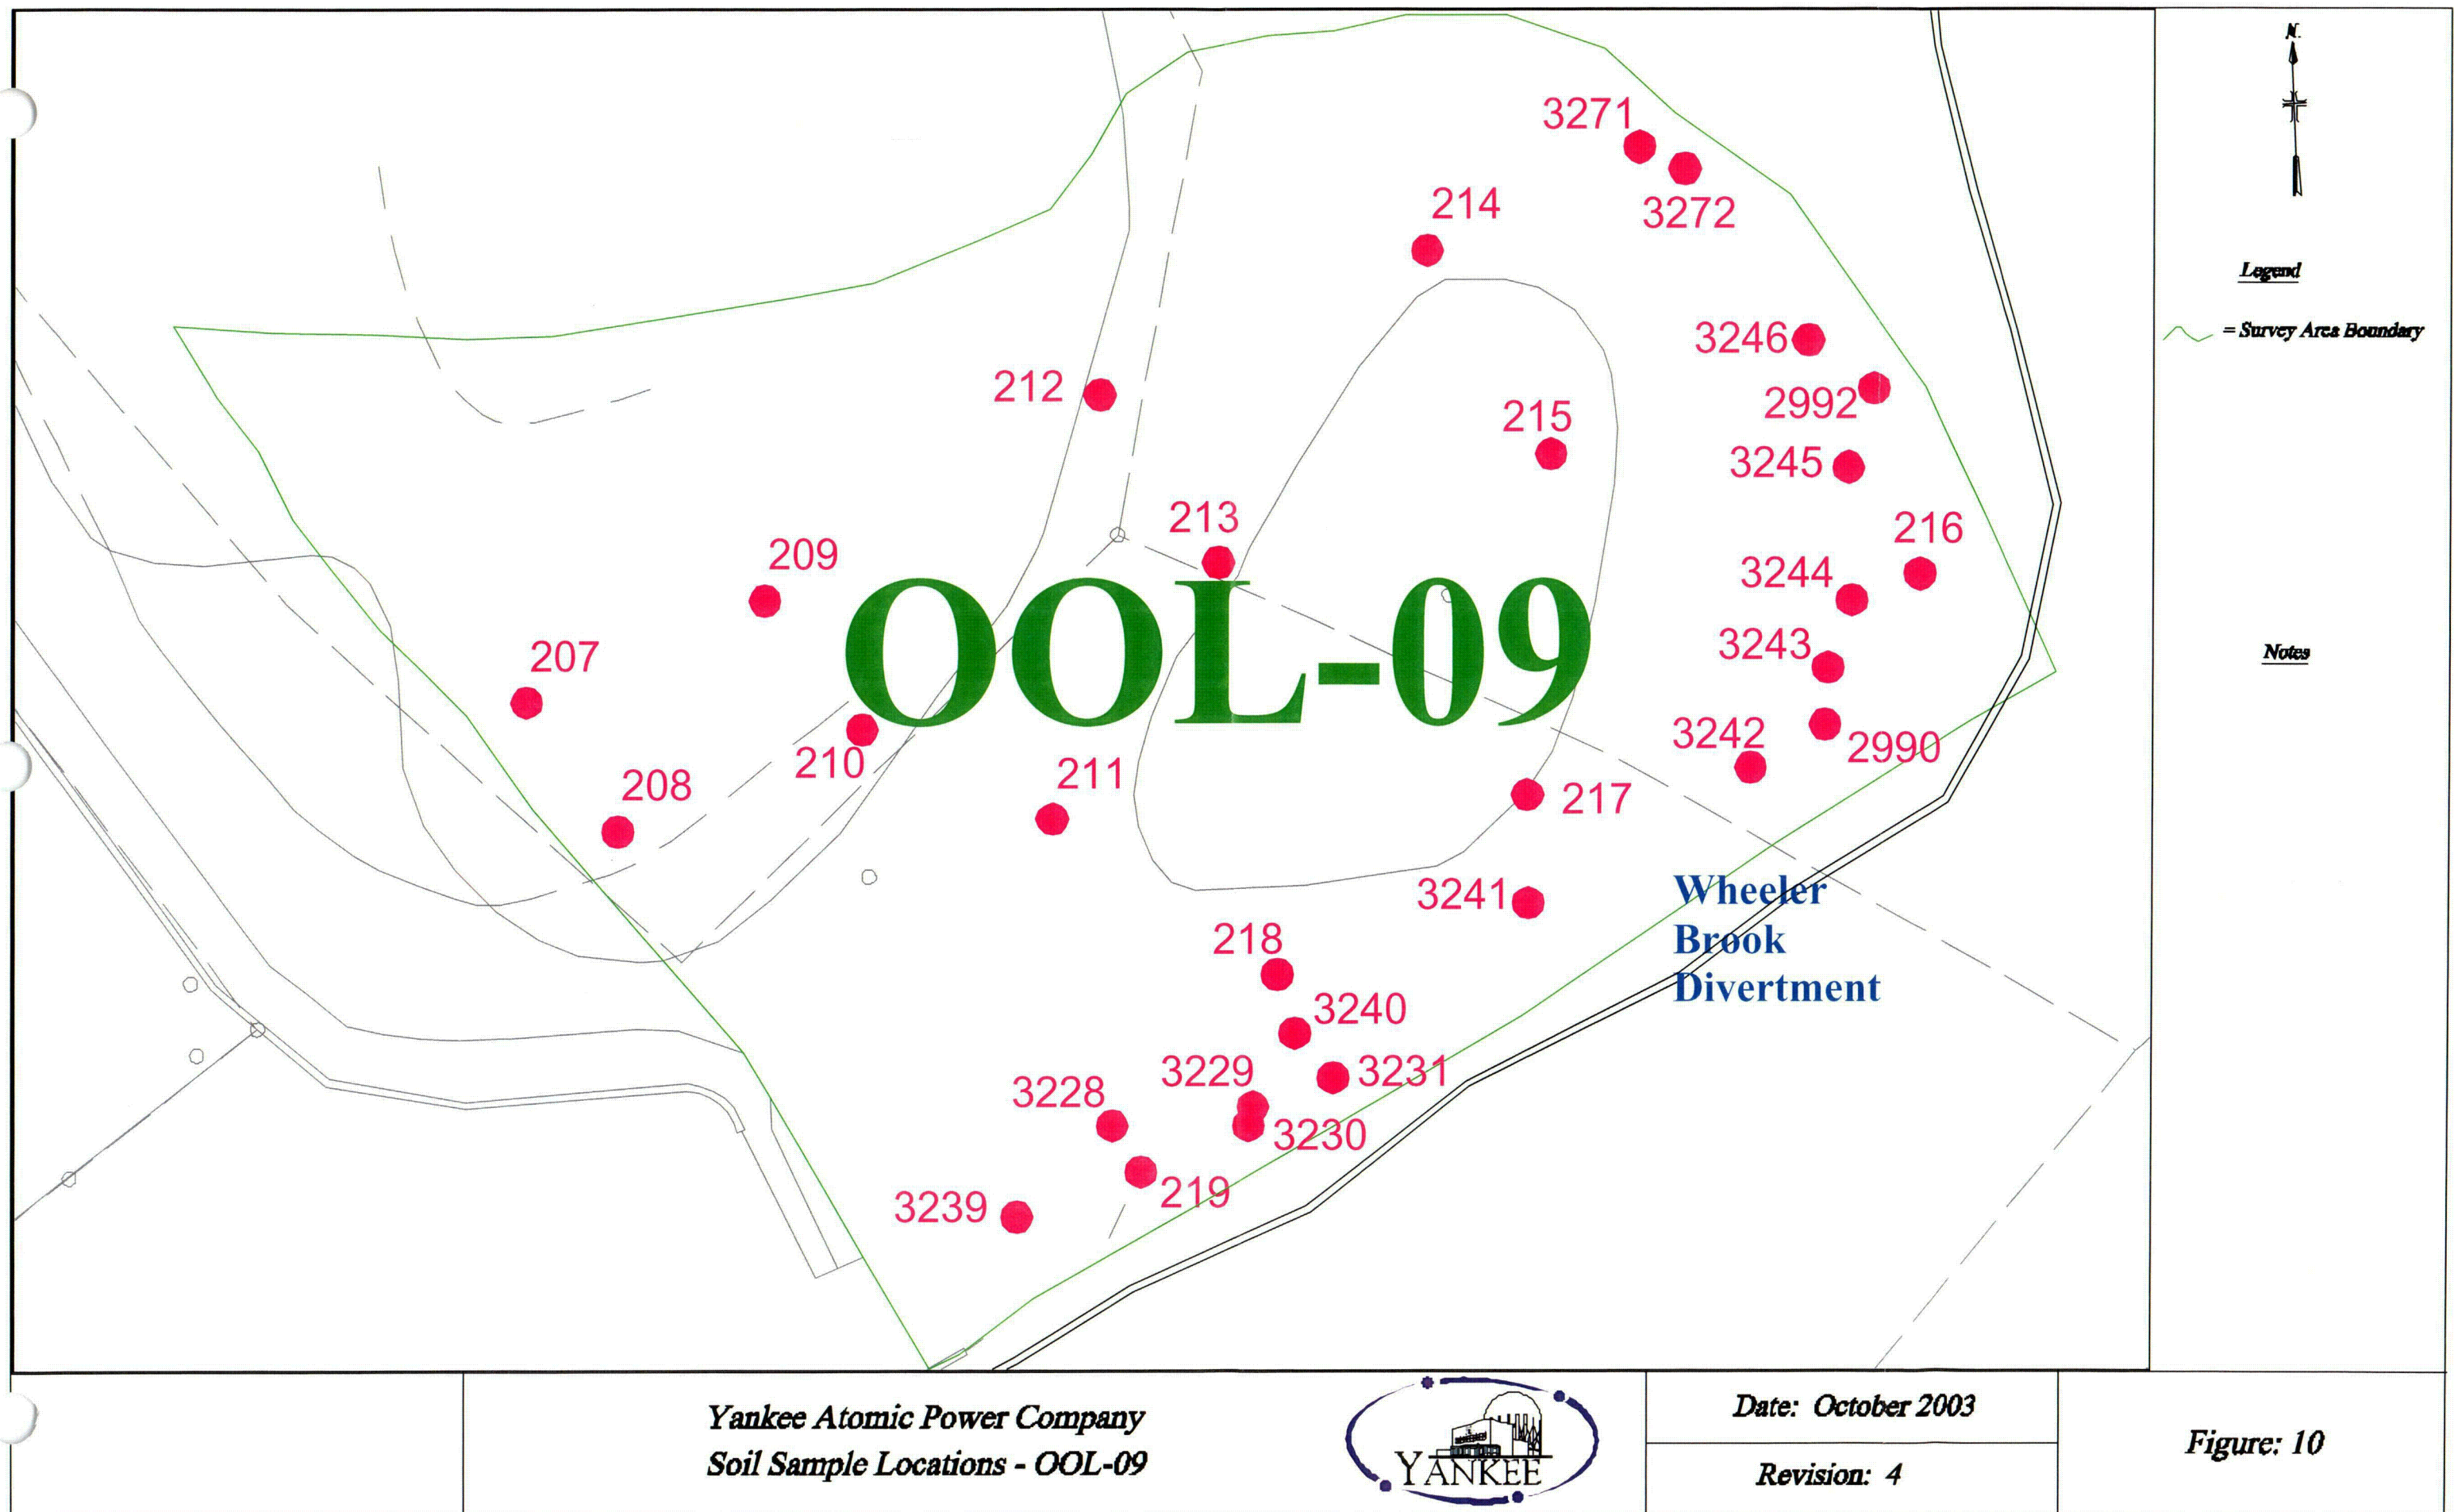 N.
3271
3272
214
Legend
= Survey Area Boundary
3246
212
2992
215
3245
213
216
209
3244
OOL-09
3243
207
Notes
3242
2990
210
211
208
217
3241
Wheeler
Brook
Divertment
218
3240
3229
3231
3228
3230
219
3239
Yankee Atomic Power Company
Soil Sample Locations - OOL-09
YANKEE
Date: October 2003
Revision: 4
Figure: 10